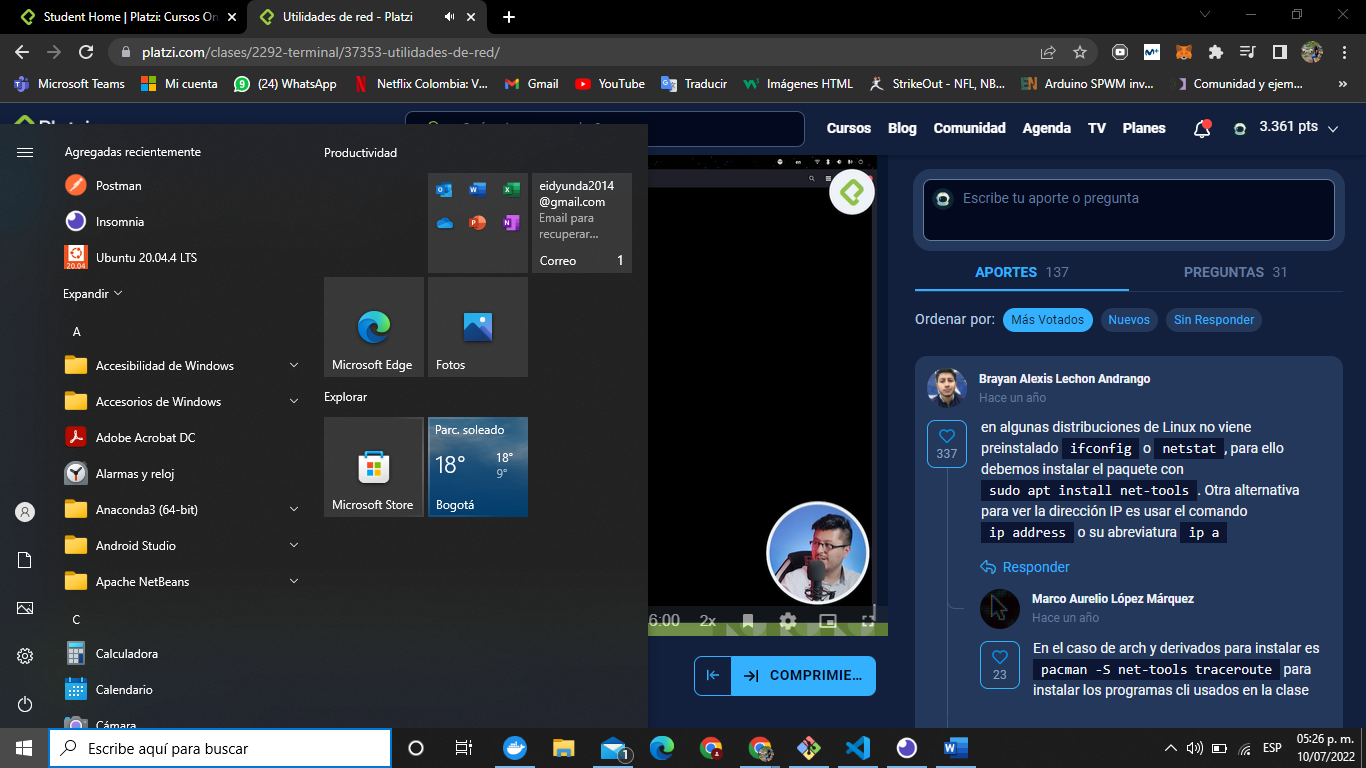 Student Home | Platzi: Cursos On
Utilidades de red - Platzi
platzi.com/clases/2292-terminal/37353-utilidades-de-red/
Microsoft Teams
Mi cuenta
(24) WhatsApp
Netflix Colombia: V...
Gmail
YouTube
Traducir
Imágenes HTML
StrikeOut - NFL, NB...
Arduino SPWM inv...
Comunidad y ejem...
»
Cursos
Blog
Comunidad
Agenda
TV
Planes
3.361 pts
Agregadas recientemente
Postman
Insomnia
20.04
Ubuntu 20.04.4 LTS
Expandir
A
Accesibilidad de Windows
Accesorios de Windows
Adobe Acrobat DC
Alarmas y reloj
Anaconda3 (64-bit)
Android Studio
Apache NetBeans
C
Calculadora
Calendario
Cámara
Productividad
eidyunda2014
@gmail.com
Email para
recuperar...
Correo 1
Microsoft Edge
Fotos
Explorar
Microsoft Store
Parc. soleado
18° 18°
9°
Bogotá
6:00
2x
COMPRIMIE...
Escribe tu aporte o pregunta
APORTES 137
PREGUNTAS 31
Ordenar por:
Más Votados
Nuevos
Sin Responder
Brayan Alexis Lechon Andrango
Hace un año
337
en algunas distribuciones de Linux no viene
preinstalado ifconfig o netstat, para ello
debemos instalar el paquete con
sudo apt install net-tools. Otra alternativa
para ver la dirección IP es usar el comando
ip address o su abreviatura ip a
Responder
Marco Aurelio López Márquez
Hace un año
23
En el caso de arch y derivados para instalar es
pacman -S net-tools traceroute para
instalar los programas cli usados en la clase
Escribe aquí para buscar
1
ESP
05:26 p. m.
10/07/2022